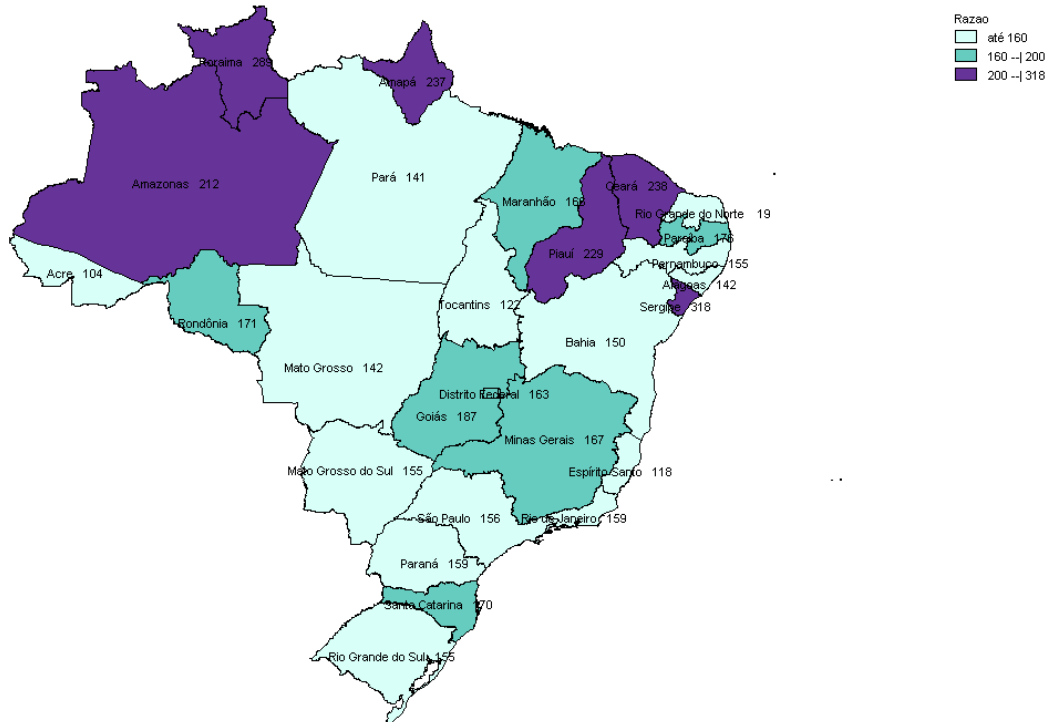 Razao
até 160
160 --| 200
200 --| 318
Roraima 289
Amapá 237
Amazonas 212
Pará 141
Maranhão 165
Ceará 238
Rio Grande do Norte 19
Paraíba 176
Piauí 229
Pernambuco 155
Acre 104
Alagoas 142
Tocantins 122
Sergipe 318
Rondônia 171
Bahia 150
Mato Grosso 142
Distrito Federal 163
Goiás 187
Minas Gerais 167
Mato Grosso do Sul 155
Espírito Santo 118
São Paulo 156
Rio de Janeiro 159
Paraná 159
Santa Catarina 170
Rio Grande do Sul 155